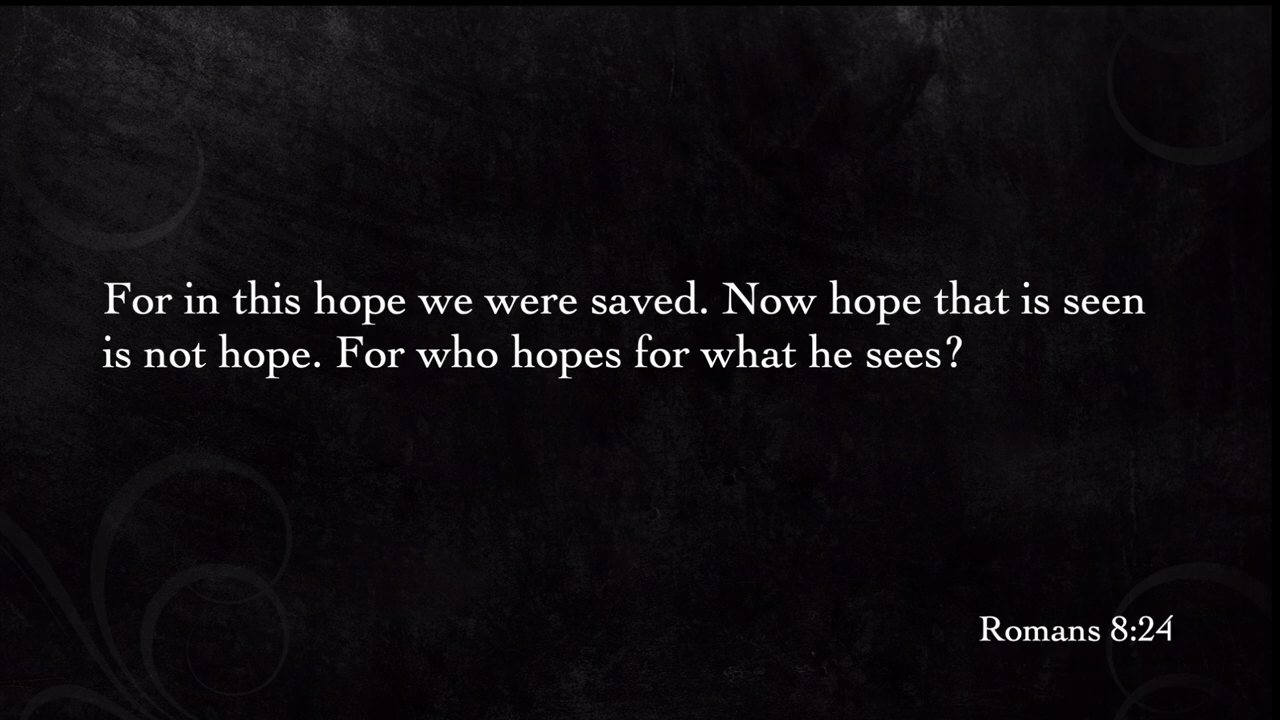 For in this hope we were saved. Now hope that is seen
is not hope. For who hopes for what he sees?
Romans 8:24